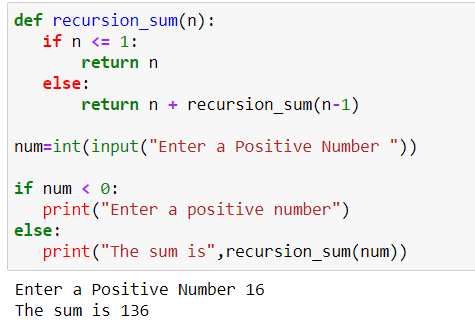 def recursion_sum(n):
   if n <= 1:
       return n
   else:
       return n + recursion_sum(n-1)

num=int(input("Enter a Positive Number "))

if num < 0:
   print("Enter a positive number")
else:
   print("The sum is",recursion_sum(num))

Enter a Positive Number 16
The sum is 136